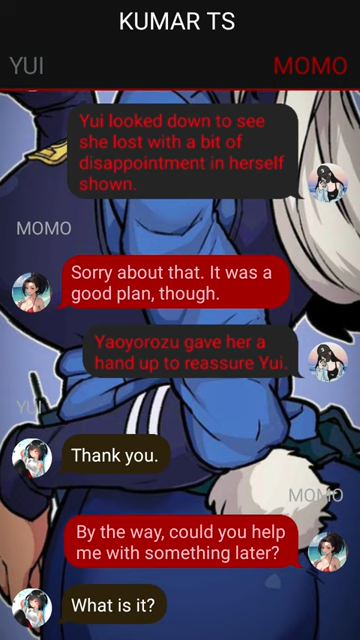 KUMAR TS
YUI MOMO
Yui looked down to see
she lost with a bit of
disappointment in herself
shown.
MOMO
Sorry about that. It was a
good plan, though.
Yaoyorozu gave her a
hand up to reassure Yui.
YUI
Thank you.
MOMO
By the way, could you help
me with something later?
What is it?